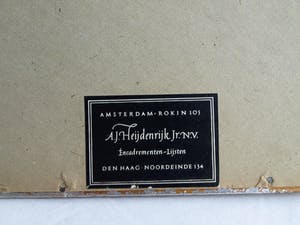 AMSTERDAM·ROKIN 105
A.J. Heijdenrijk Jr. N.V.
Encadrementen-Lijsten
DEN HAAG·NOORDEINDE 134